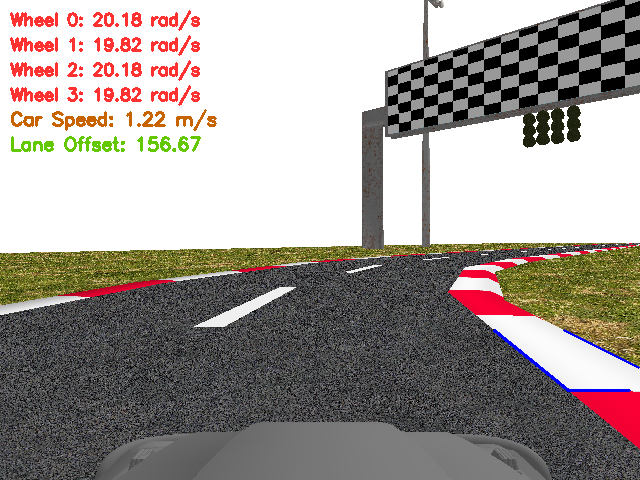 Wheel 0: 20.18 rad/s
Wheel 1: 19.82 rad/s
Wheel 2: 20.18 rad/s
Wheel 3: 19.82 rad/s
Car Speed: 1.22 m/s
Lane Offset: 156.67